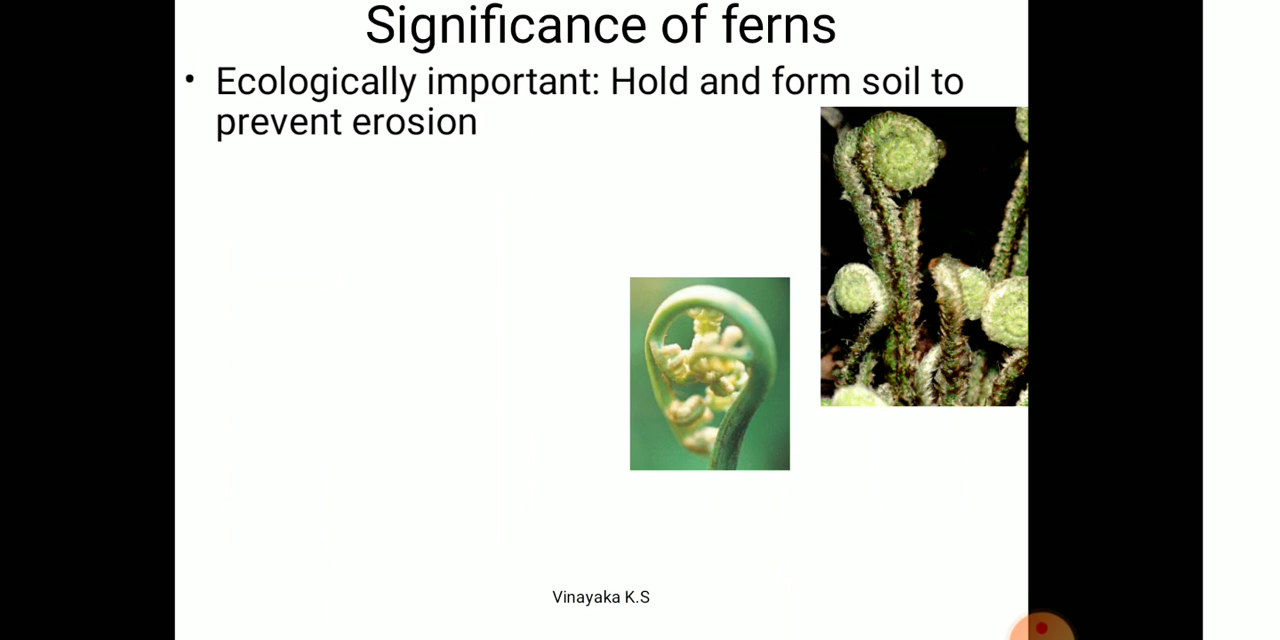 Significance of ferns
• Ecologically important: Hold and form soil to
prevent erosion
Vinayaka K.S